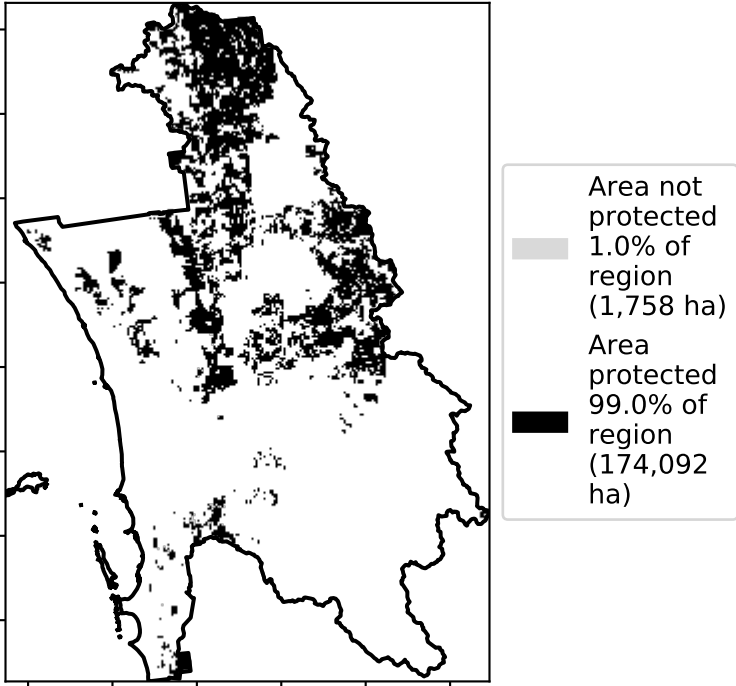 Area not
protected
1.0% of
region
(1,758 ha)
Area
protected
99.0% of
region
(174,092
ha)